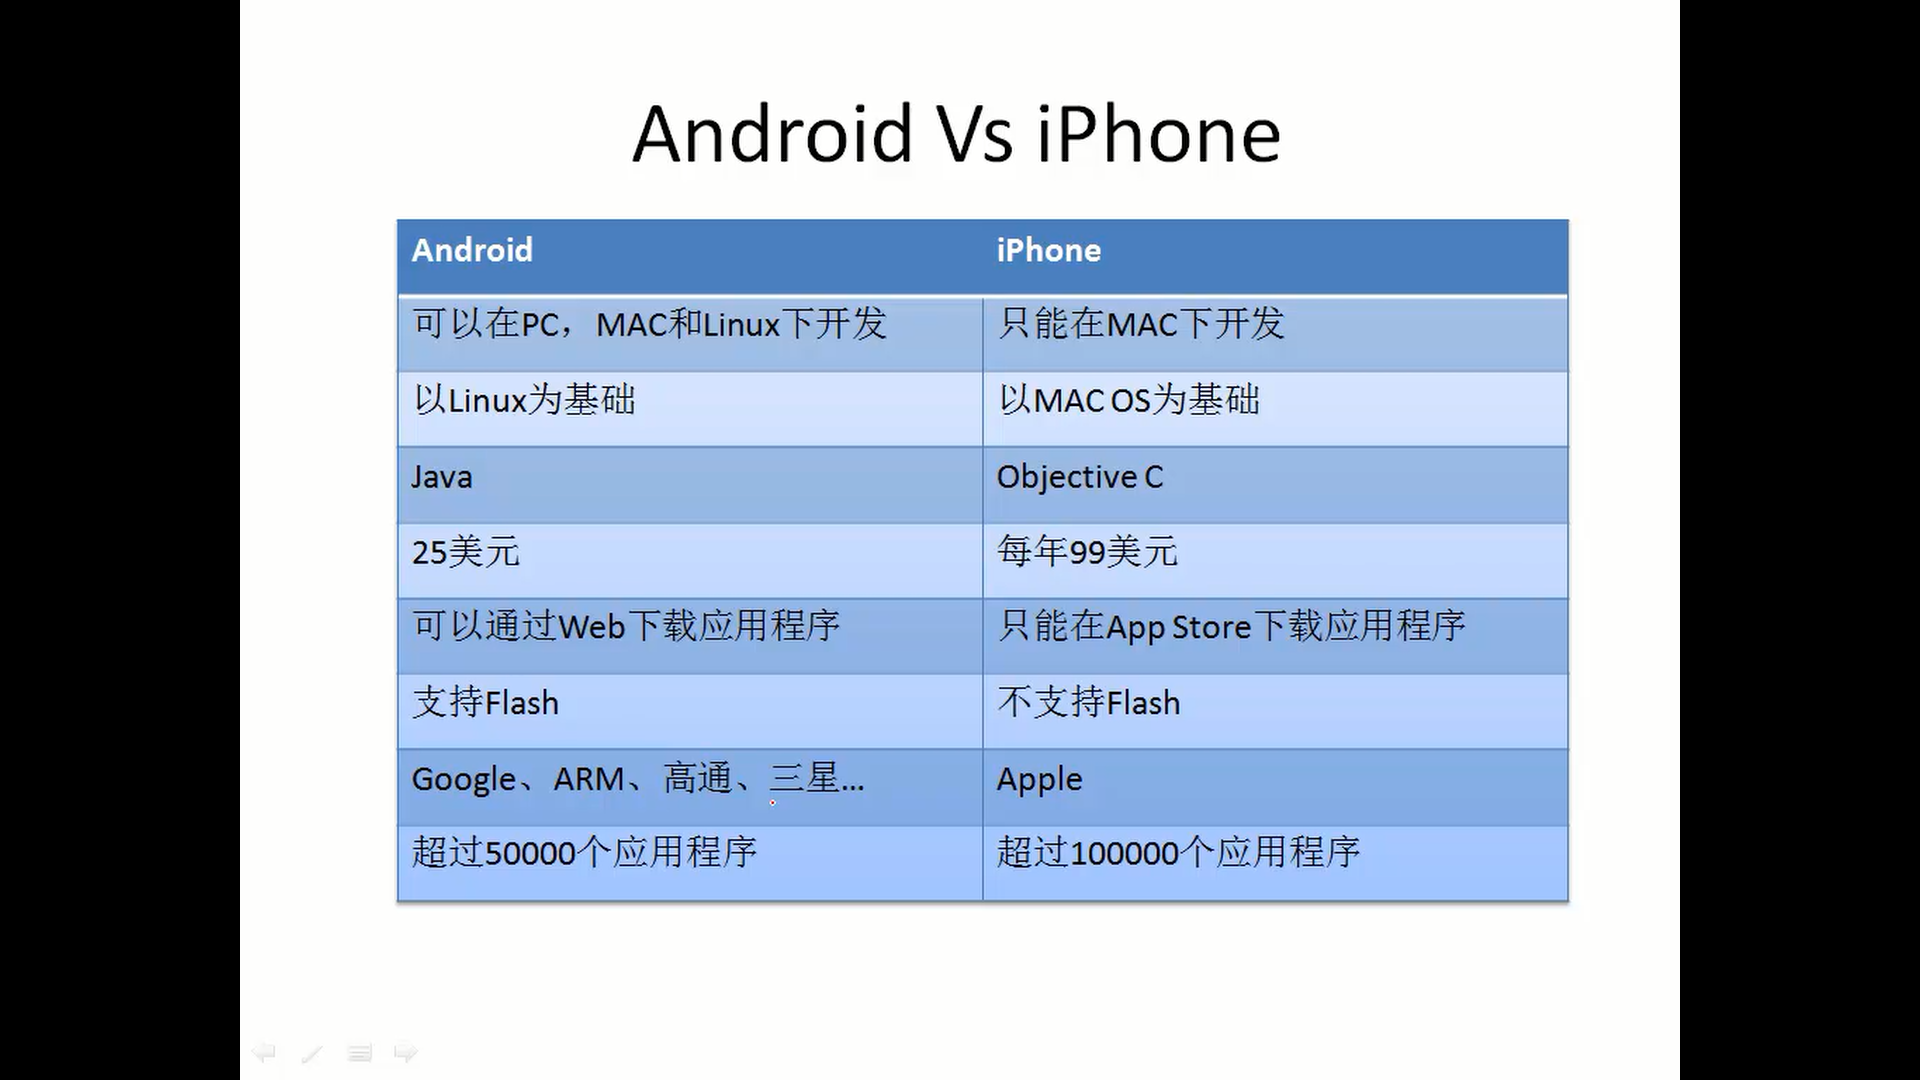 Android Vs iPhone
Android iPhone
可以在PC，MAC和Linux下开发 只能在MAC下开发
以Linux为基础 以MAC OS为基础
Java Objective C
25美元 每年99美元
可以通过Web下载应用程序 只能在App Store下载应用程序
支持Flash 不支持Flash
Google、ARM、高通、三星... Apple
超过50000个应用程序 超过100000个应用程序